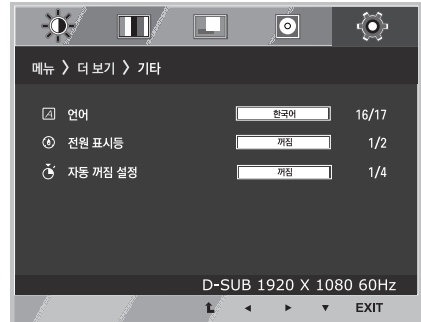 메뉴 〉 더 보기 〉 기타
언어 한국어 16/17
전원 표시등 꺼짐 1/2
자동 꺼짐 설정 꺼짐 1/4
D-SUB 1920 X 1080 60Hz
EXIT